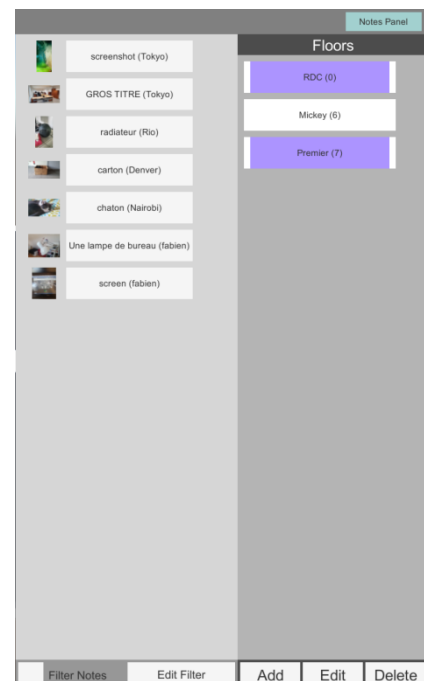 Notes Panel
screenshot (Tokyo)
GROS TITRE (Tokyo)
radiateur (Rio)
carton (Denver)
chaton (Nairobi)
Une lampe de bureau (fabien)
screen (fabien)
Floors
RDC (0)
Mickey (6)
Premier (7)
Filter Notes
Edit Filter
Add
Edit
Delete